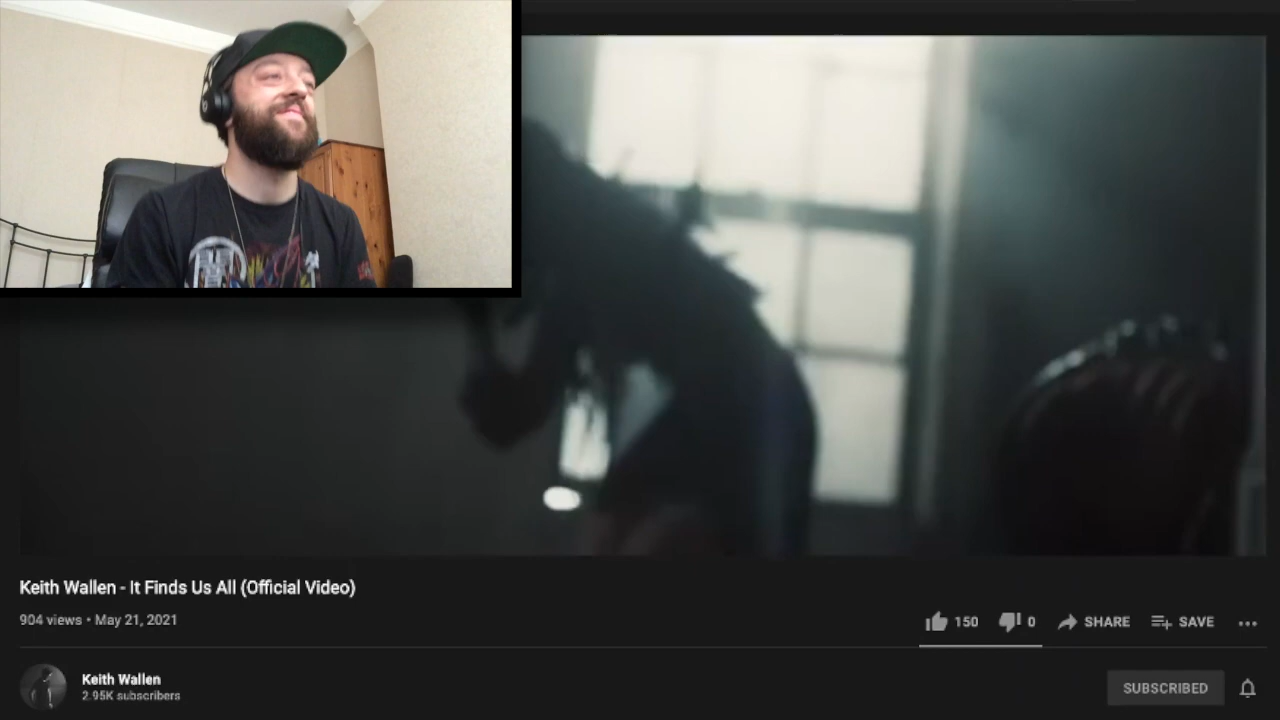 Keith Wallen - It Finds Us All (Official Video)
904 views • May 21, 2021
150
0
SHARE
SAVE
Keith Wallen
2.95K subscribers
SUBSCRIBED